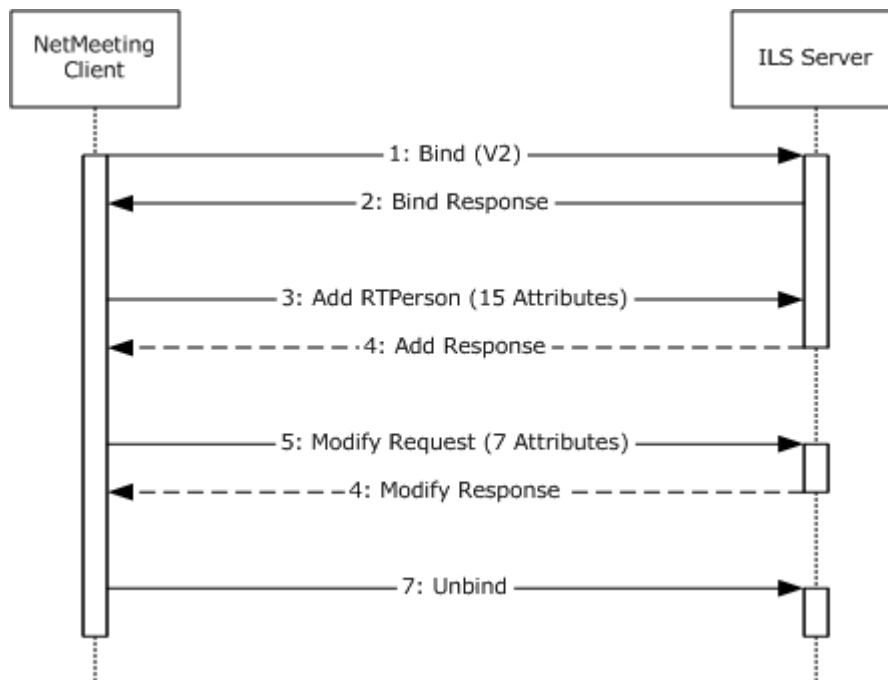 NetMeeting
Client
ILS Server
1: Bind (V2)
2: Bind Response
3: Add RTPerson (15 Attributes)
4: Add Response
5: Modify Request (7 Attributes)
4: Modify Response
7: Unbind